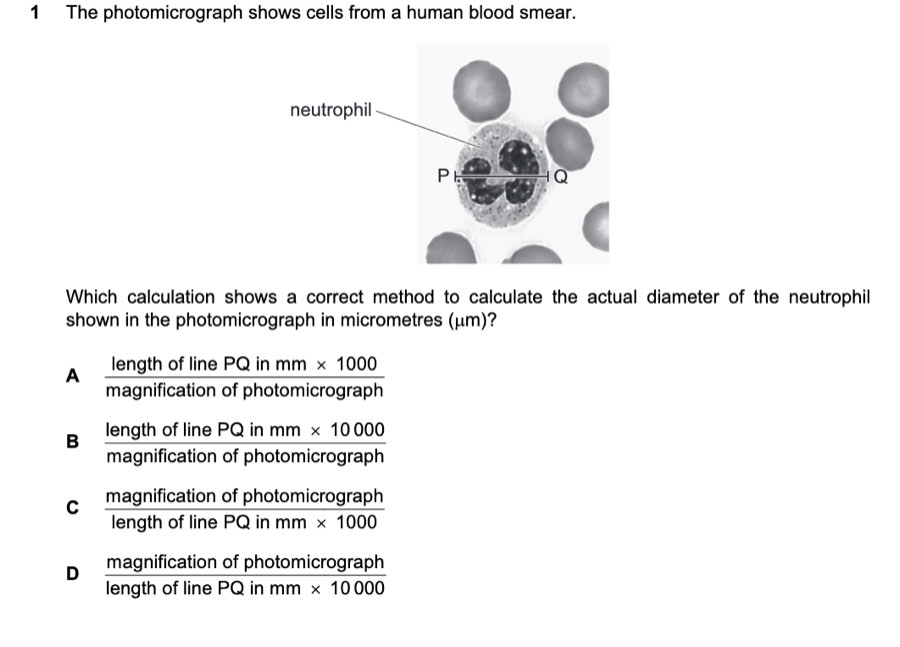 1 The photomicrograph shows cells from a human blood smear.
neutrophil
P Q
Which calculation shows a correct method to calculate the actual diameter of the neutrophil
shown in the photomicrograph in micrometres (μm)?
A
length of line PQ in mm × 1000
magnification of photomicrograph
B
length of line PQ in mm × 10 000
magnification of photomicrograph
C
magnification of photomicrograph
length of line PQ in mm × 1000
D
magnification of photomicrograph
length of line PQ in mm × 10 000